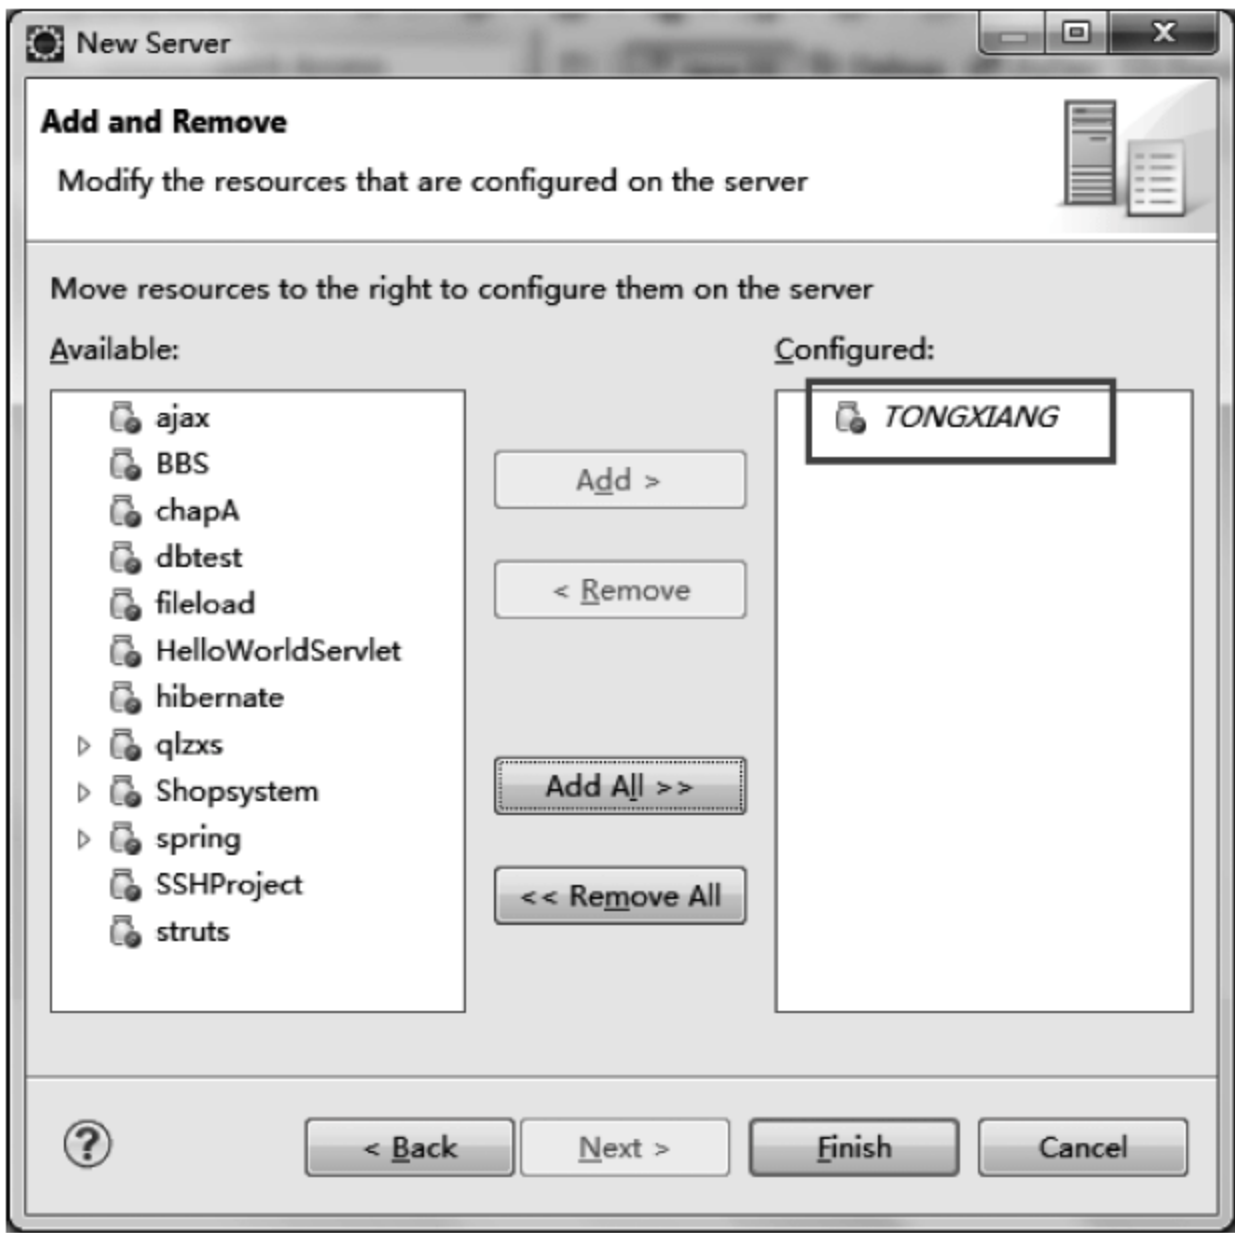 New Server
Add and Remove
Modify the resources that are configured on the server
Move resources to the right to configure them on the server
Available:
Configured:
ajax
BBS
chapA
dbtest
fileload
HelloWorldServlet
hibernate
qlzxs
Shopsystem
spring
SSHProject
struts
Add >
< Remove
Add All >>
<< Remove All
TONGXIANG
?
< Back
Next >
Finish
Cancel